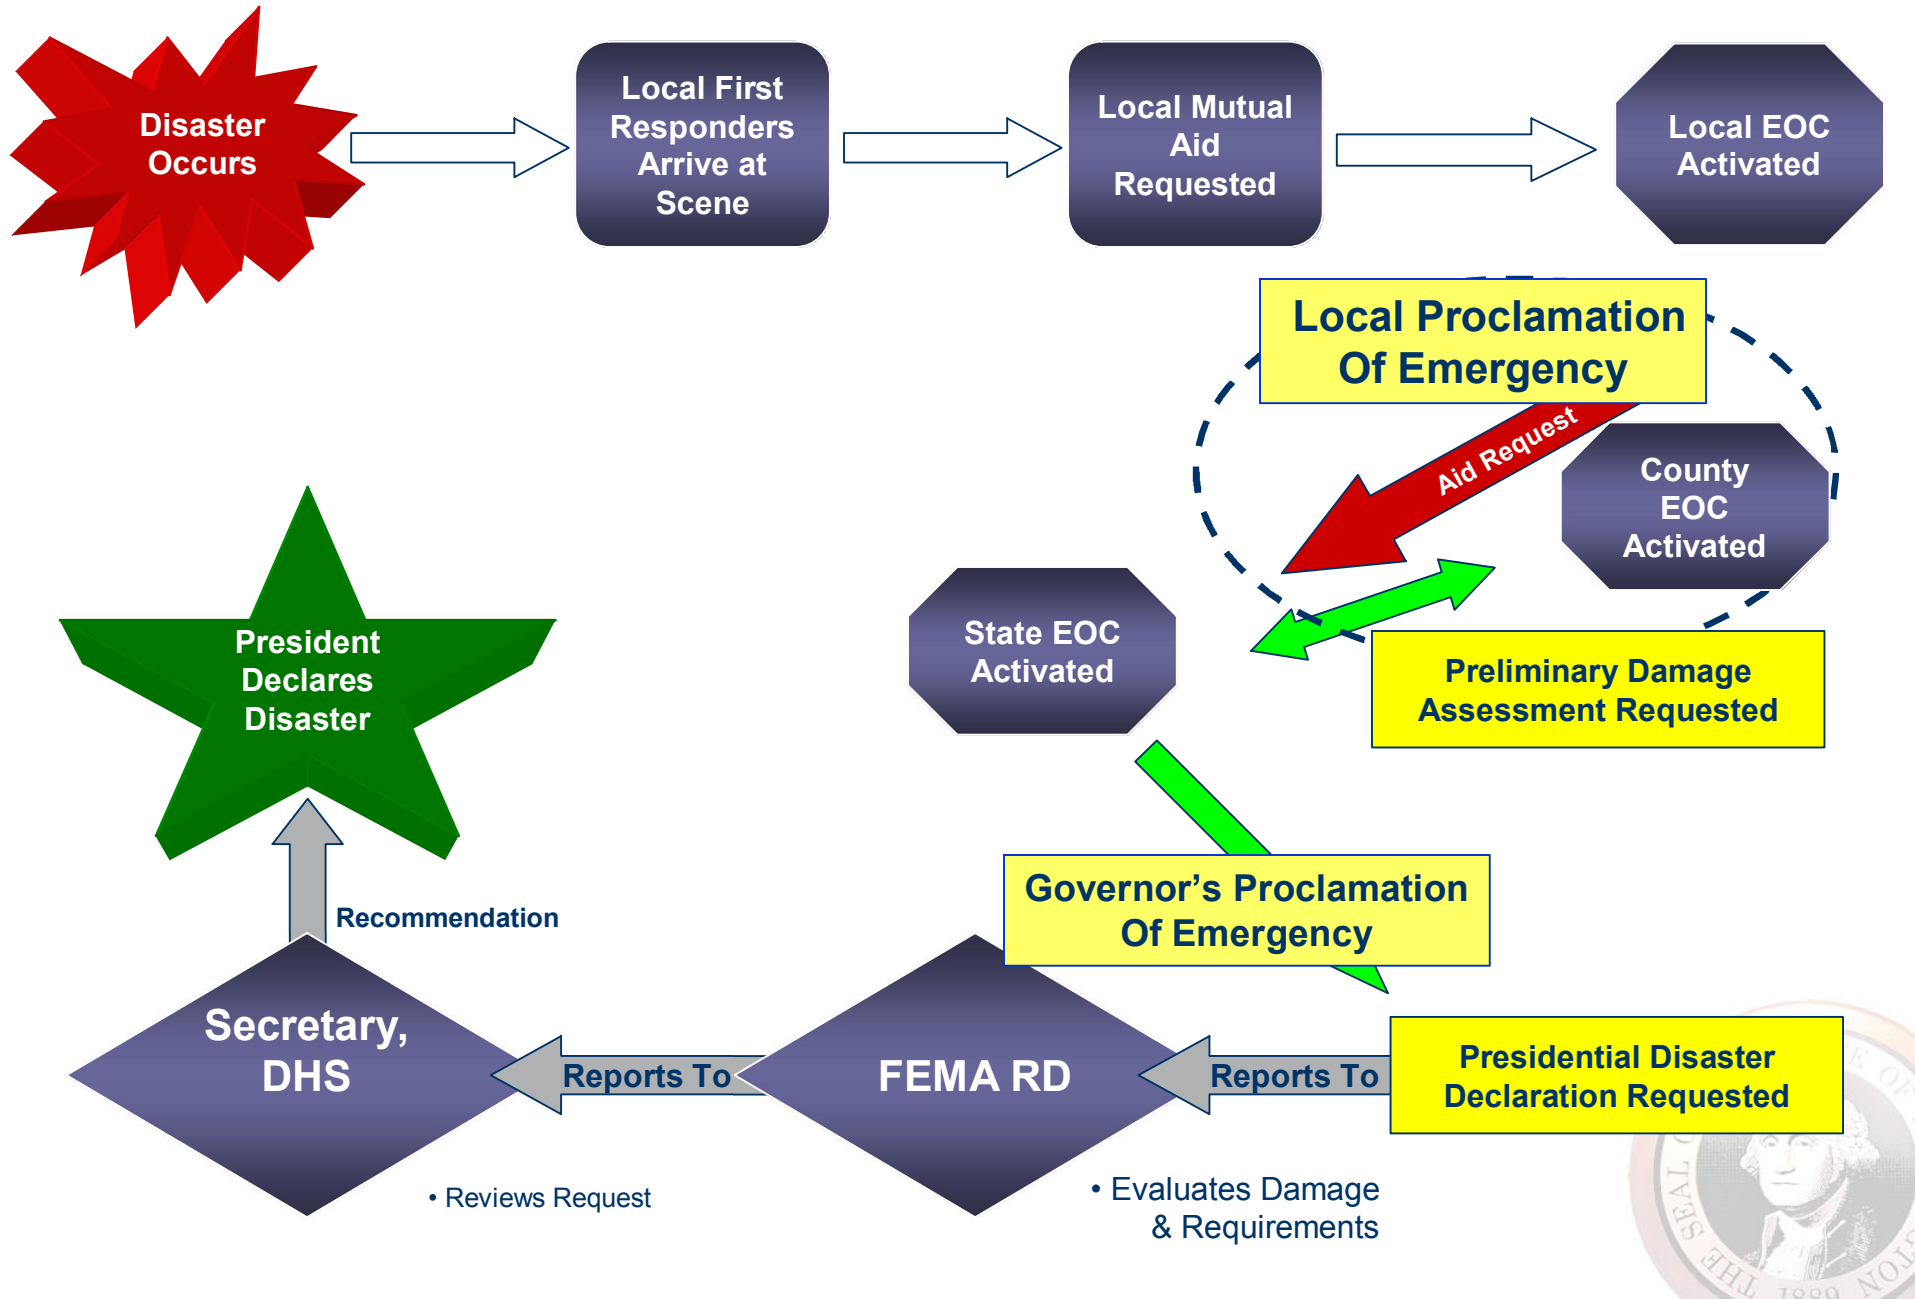 Disaster
Occurs
Local First
Responders
Arrive at
Scene
Local Mutual
Aid
Requested
Local EOC
Activated
Local Proclamation
Of Emergency
Aid Request
County
EOC
Activated
State EOC
Activated
Preliminary Damage
Assessment Requested
President
Declares
Disaster
Governor’s Proclamation
Of Emergency
Recommendation
Secretary,
DHS
Reports To
FEMA RD
Reports To
Presidential Disaster
Declaration Requested
• Reviews Request
• Evaluates Damage
& Requirements
THE SEAL
1889